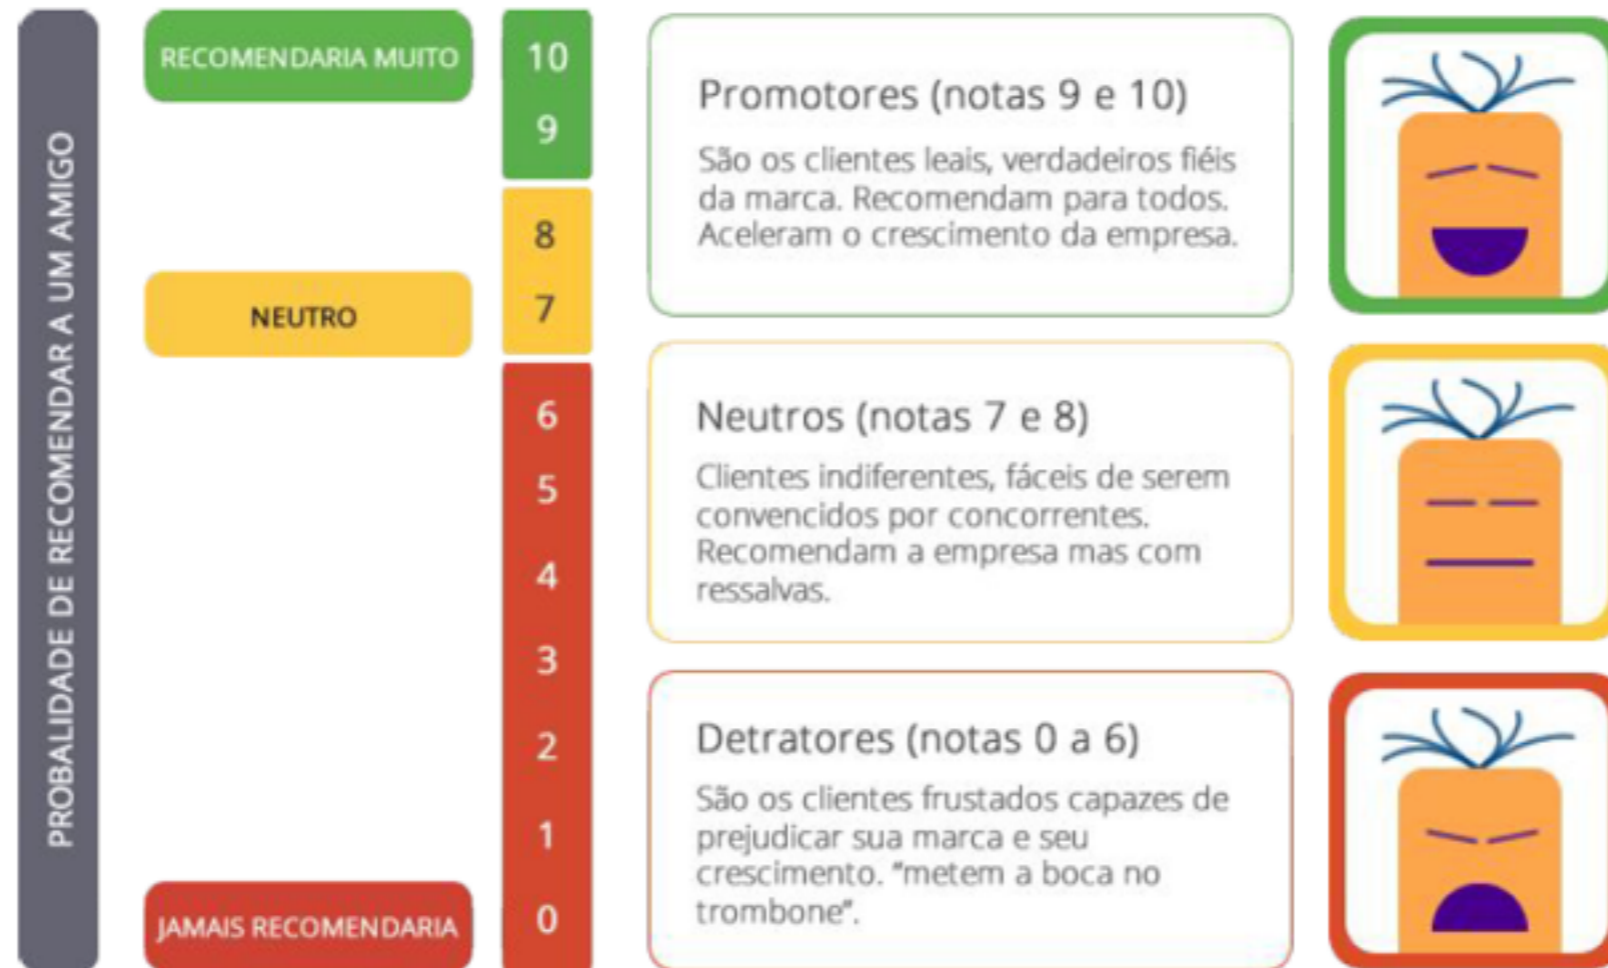 PROBALIDADE DE RECOMENDAR A UM AMIGO
RECOMENDARIA MUITO
NEUTRO
JAMAIS RECOMENDARIA
10
9
8
7
6
5
4
3
2
1
0
Promotores (notas 9 e 10)
São os clientes leais, verdadeiros fiéis
da marca. Recomendam para todos.
Aceleram o crescimento da empresa.
Neutros (notas 7 e 8)
Clientes indiferentes, fáceis de serem
convencidos por concorrentes.
Recomendam a empresa mas com
ressalvas.
Detratores (notas 0 a 6)
São os clientes frustados capazes de
prejudicar sua marca e seu
crescimento. "metem a boca no
trombone".